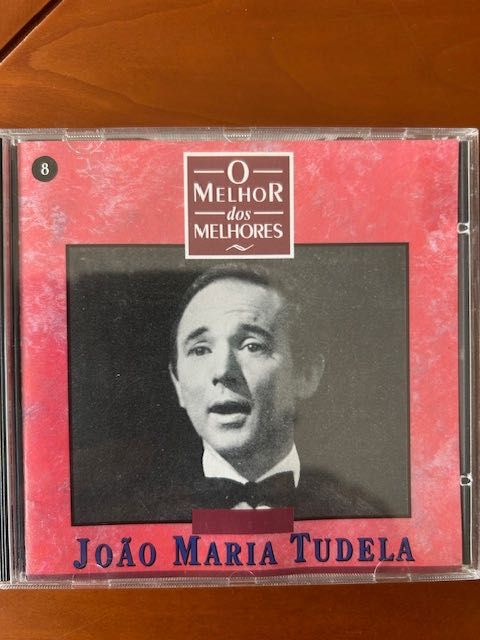 8
O
MELHOR
dos
MELHORES
JOÃO MARIA TUDELA